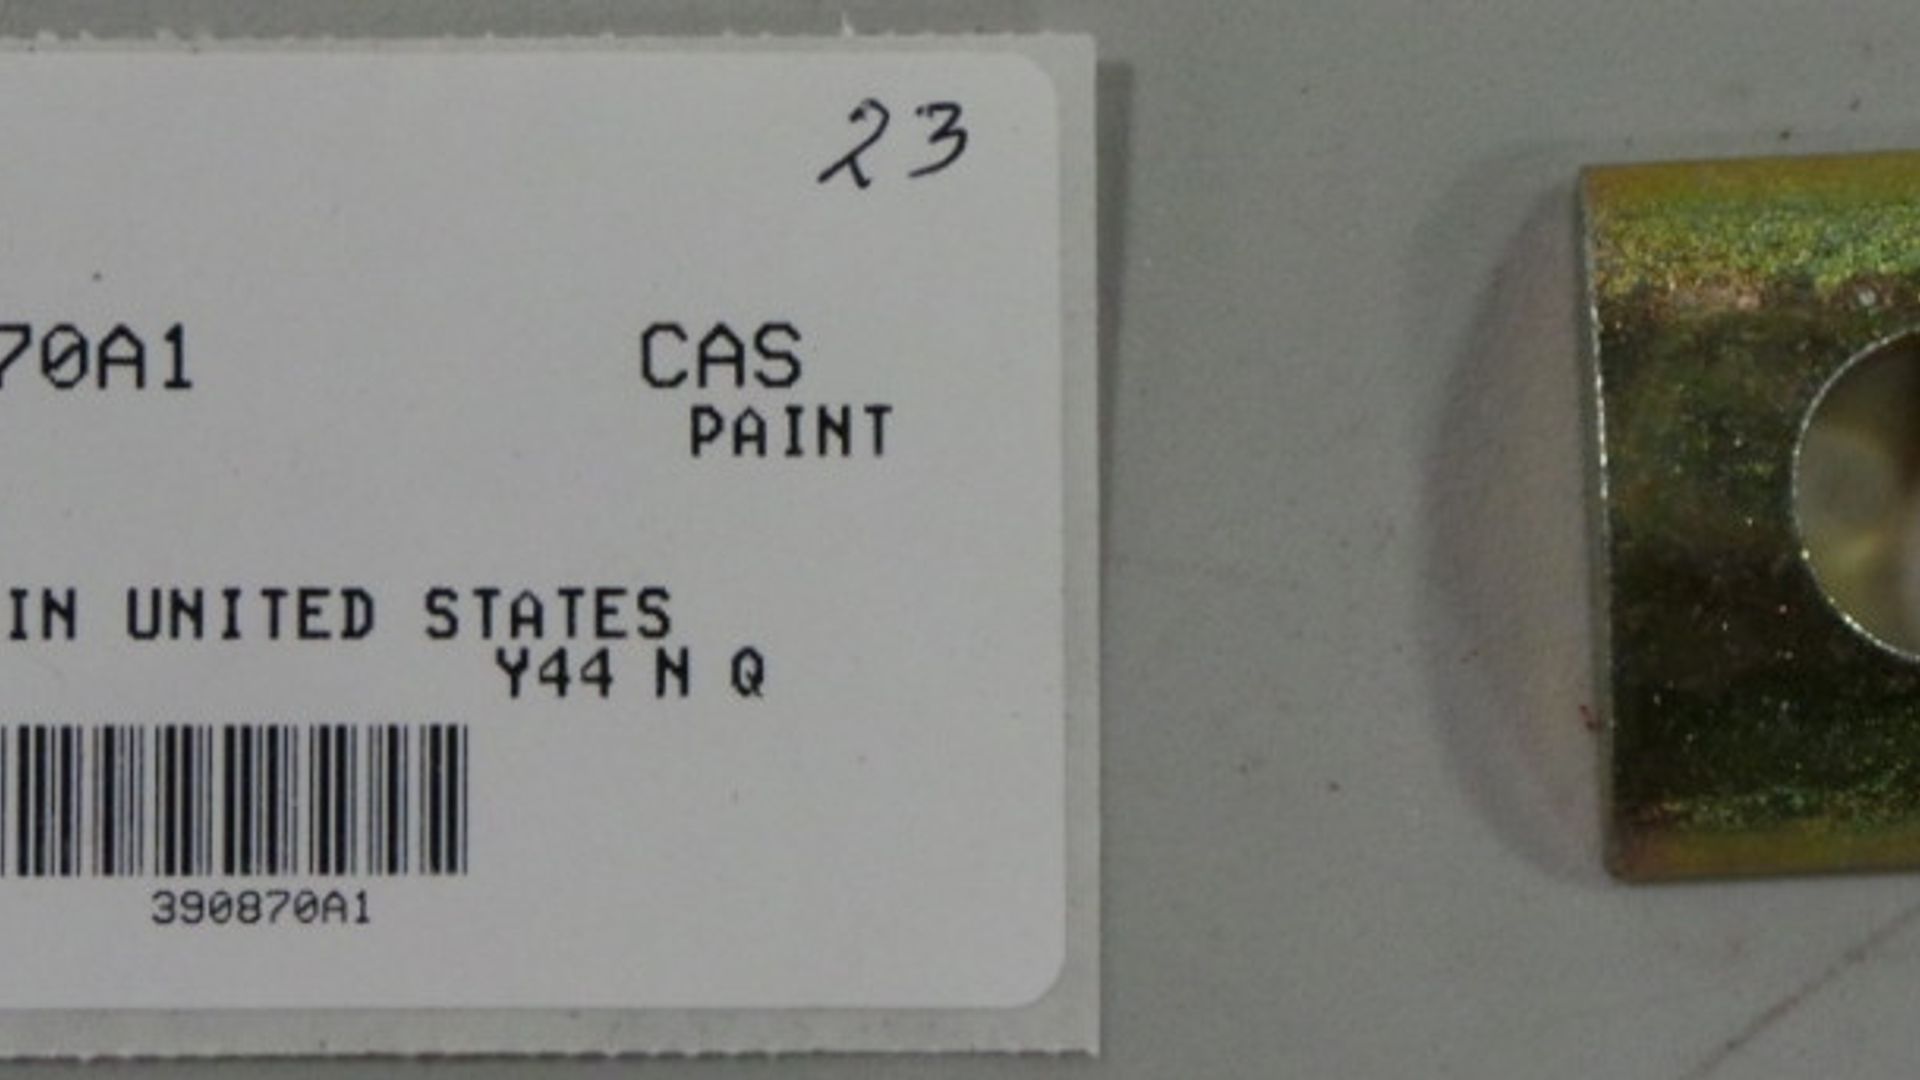 23
70A1 CAS
PAINT
IN UNITED STATES
Y44 N Q
390870A1